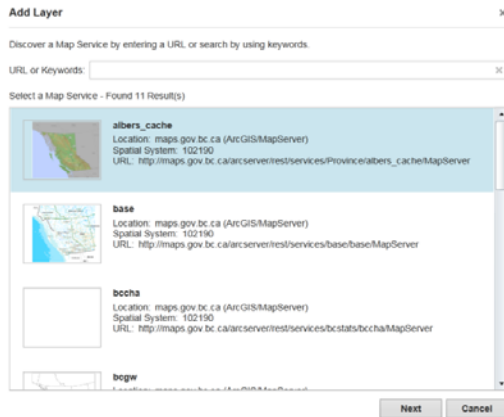 Add Layer
Discover a Map Service by entering a URL or search by using keywords.
URL or Keywords:
Select a Map Service - Found 11 Result(s)
albers_cache
Location: maps.gov.bc.ca (ArcGIS/MapServer)
Spatial System: 102190
URL: http://maps.gov.bc.ca/arcserver/rest/services/Province/albers_cache/MapServer
base
Location: maps.gov.bc.ca (ArcGIS/MapServer)
Spatial System: 102190
URL: http://maps.gov.bc.ca/arcserver/rest/services/base/base/MapServer
bccha
Location: maps.gov.bc.ca (ArcGIS/MapServer)
Spatial System: 102190
URL: http://maps.gov.bc.ca/arcserver/rest/services/bcstats/bccha/MapServer
bcgw
Next Cancel